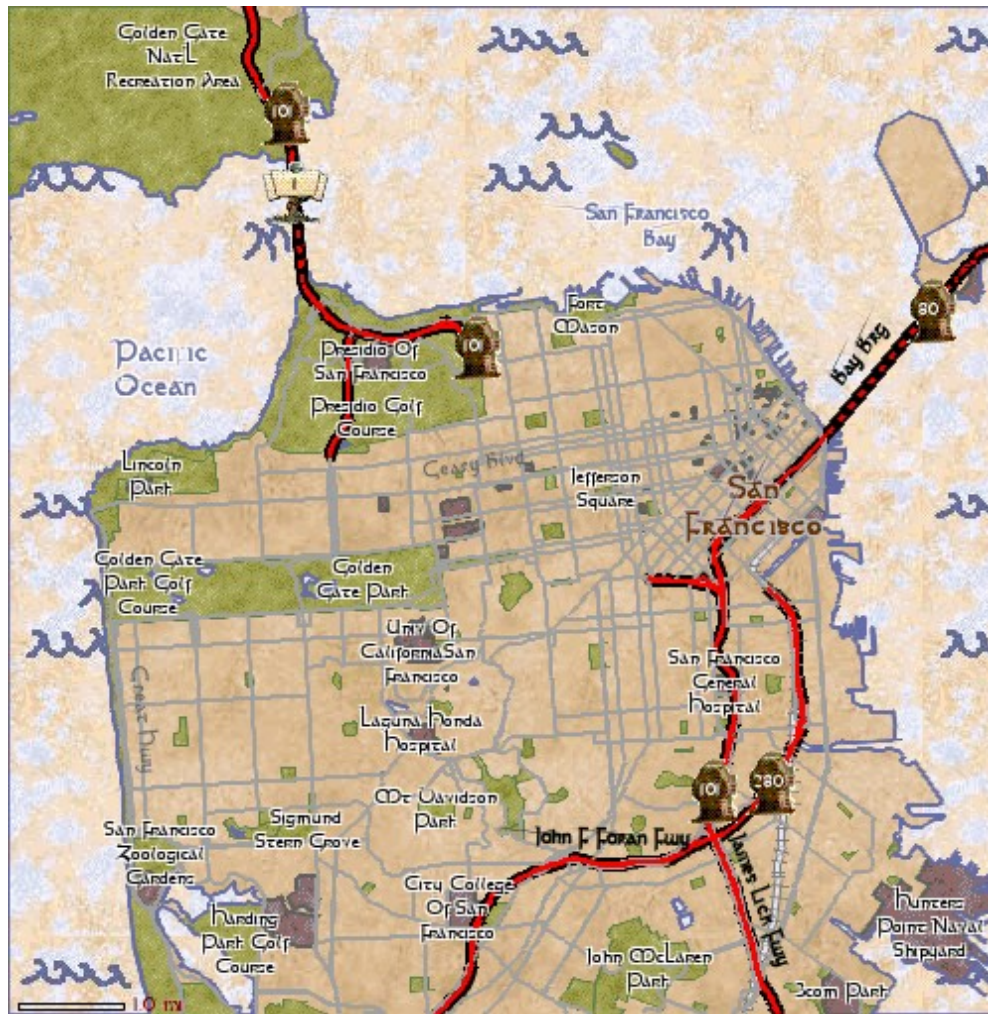 Golden Gate
Nat'l
Recreation Area
101
1
San Francisco
Bay
80
Bay Brg
Fort
Mason
101
Presidio Of
San Francisco
Presidio Golf
Course
Pacific
Ocean
Lincoln
Park
Geary Blvd
Jefferson
Square
San
Francisco
Golden Gate
Park Golf
Course
Golden
Gate Park
Univ Of
CaliforniaSan
Francisco
San Francisco
General
Hospital
Great Hwy
Laguna Honda
Hospital
101
280
Mt Davidson
Park
San Francisco
Zoological
Gardens
Sigmund
Stern Grove
John F Foran Fwy
James Lick Fwy
City College
Of San
Francisco
Harding
Park Golf
Course
Hunters
Point Naval
Shipyard
John McLaren
Park
Park
1.0 mi